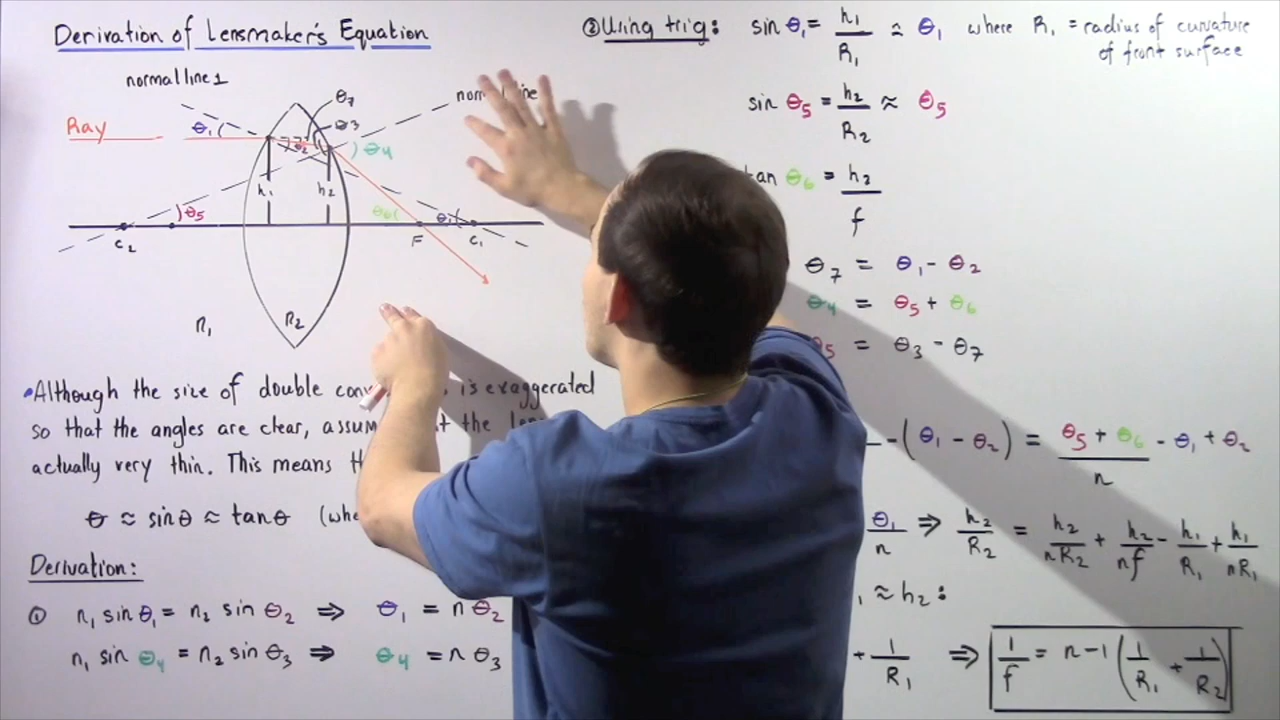 Derivation of Lensmaker's Equation
normal line 1
θ7
normal line
Ray
θ1
θ2
θ3
θ4
h1
h2
θ5
θ6
θ1
C2
F
C1
n1
n2
•Although the size of double is exaggerated
so that the angles are clear, the
actually very thin. This means
θ ≈ sinθ ≈ tanθ
Derivation:
① n1 sin θ1 = n2 sin θ2 ⇒ θ1 = n θ2
n1 sin θ4 = n2 sin θ3 ⇒ θ4 = n θ3
② Using trig: sin θ1 = h1/R1 ≈ θ1 where R1 = radius of curvature
of front surface
sin θ5 = h2/R2 ≈ θ5
tan θ6 = h2/f
θ7 = θ1 - θ2
θ4 = θ5 + θ6
θ5 = θ3 - θ7
- (θ1 - θ2) = (θ5 + θ6)/n - θ1 + θ2
θ1/n ⇒ h2/R2 = h2/nR2 + h2/nf - h1/R1 + h1/nR1
≈ h2:
+ 1/R1 ⇒ 1/f = n-1 (1/R1 + 1/R2)